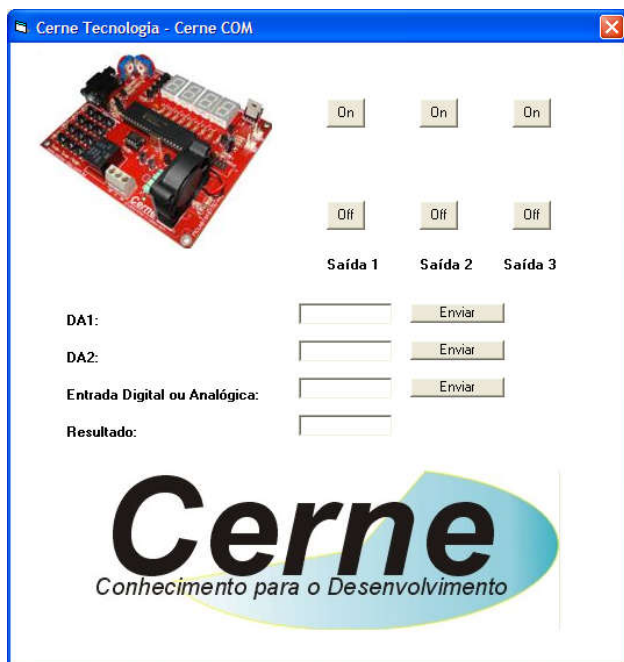 Cerne Tecnologia - Cerne COM
On On On
Off Off Off
Saída 1 Saída 2 Saída 3
DA1: Enviar
DA2: Enviar
Entrada Digital ou Analógica: Enviar
Resultado:
Cerne
Cerne
Conhecimento para o Desenvolvimento